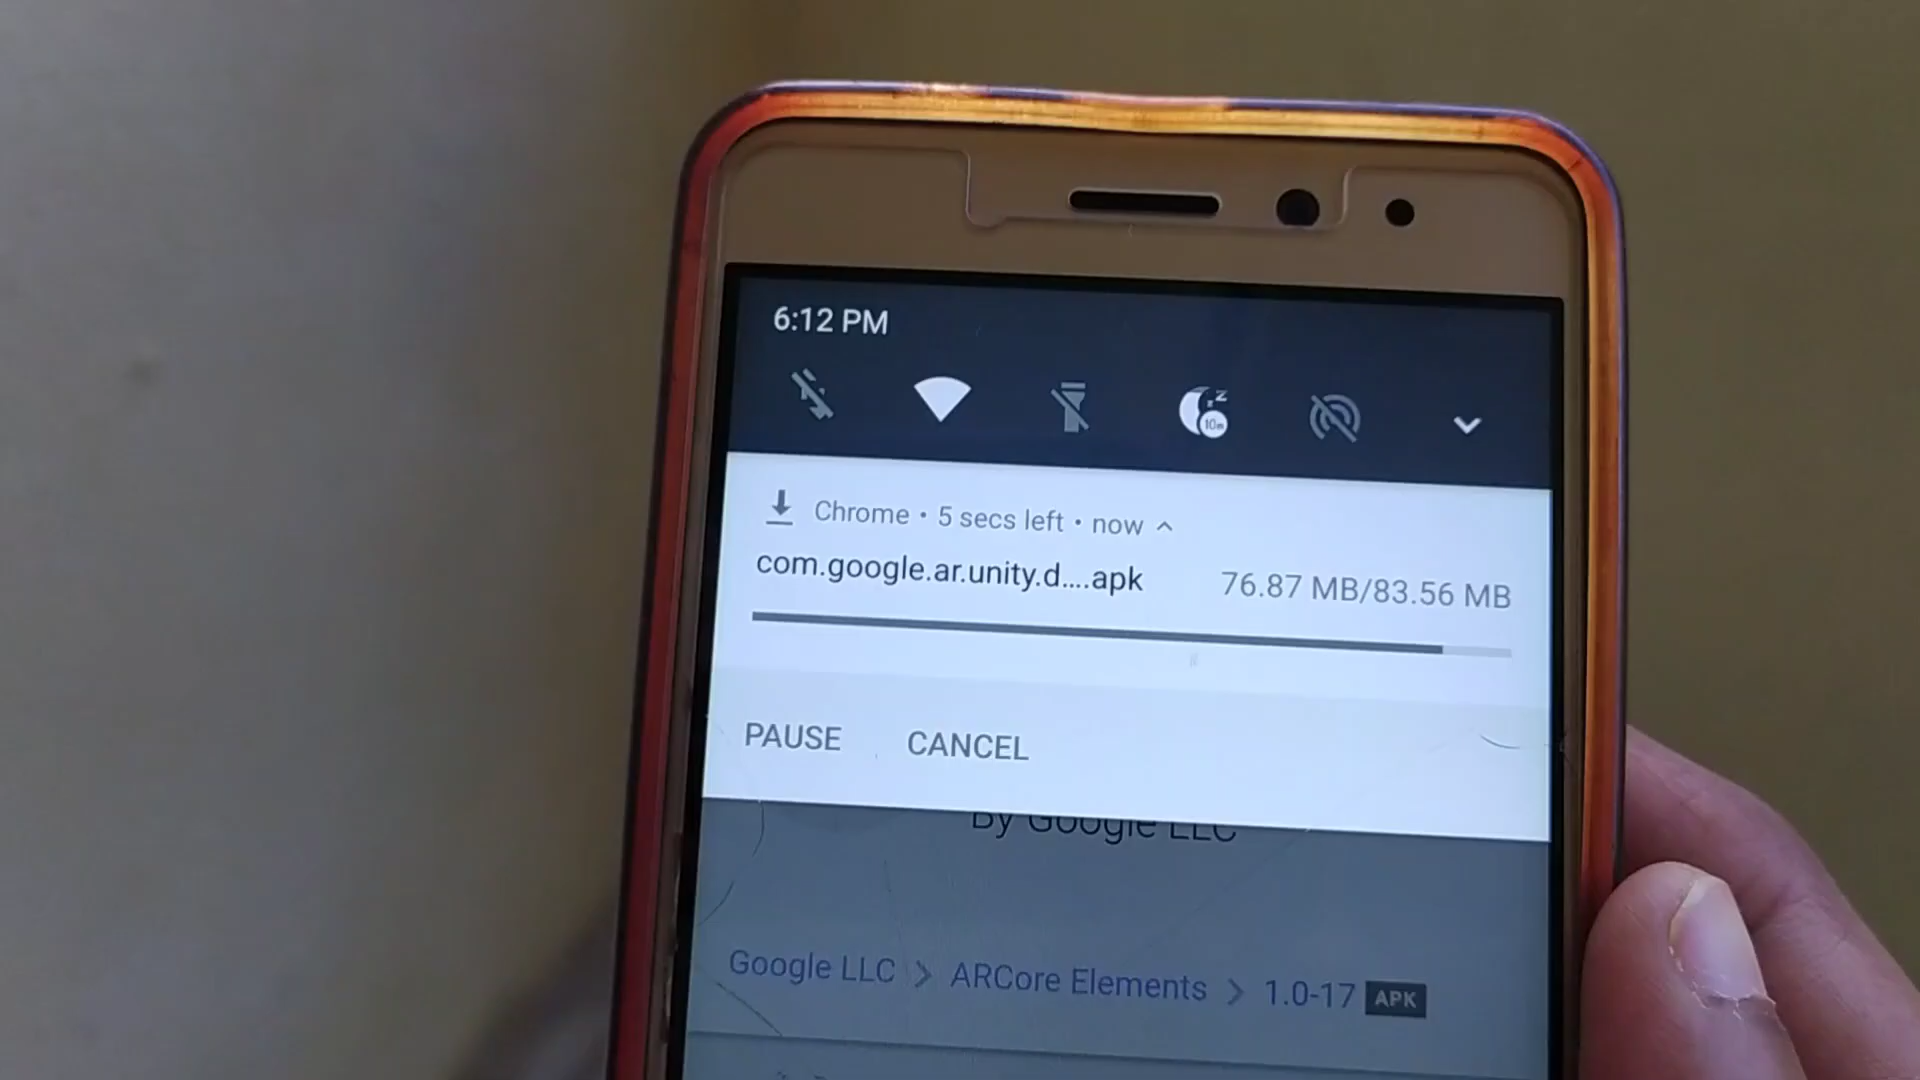 6:12 PM
10m
Chrome • 5 secs left • now
com.google.ar.unity.d....apk 76.87 MB/83.56 MB
PAUSE CANCEL
By Google LLC
Google LLC > ARCore Elements > 1.0-17 APK